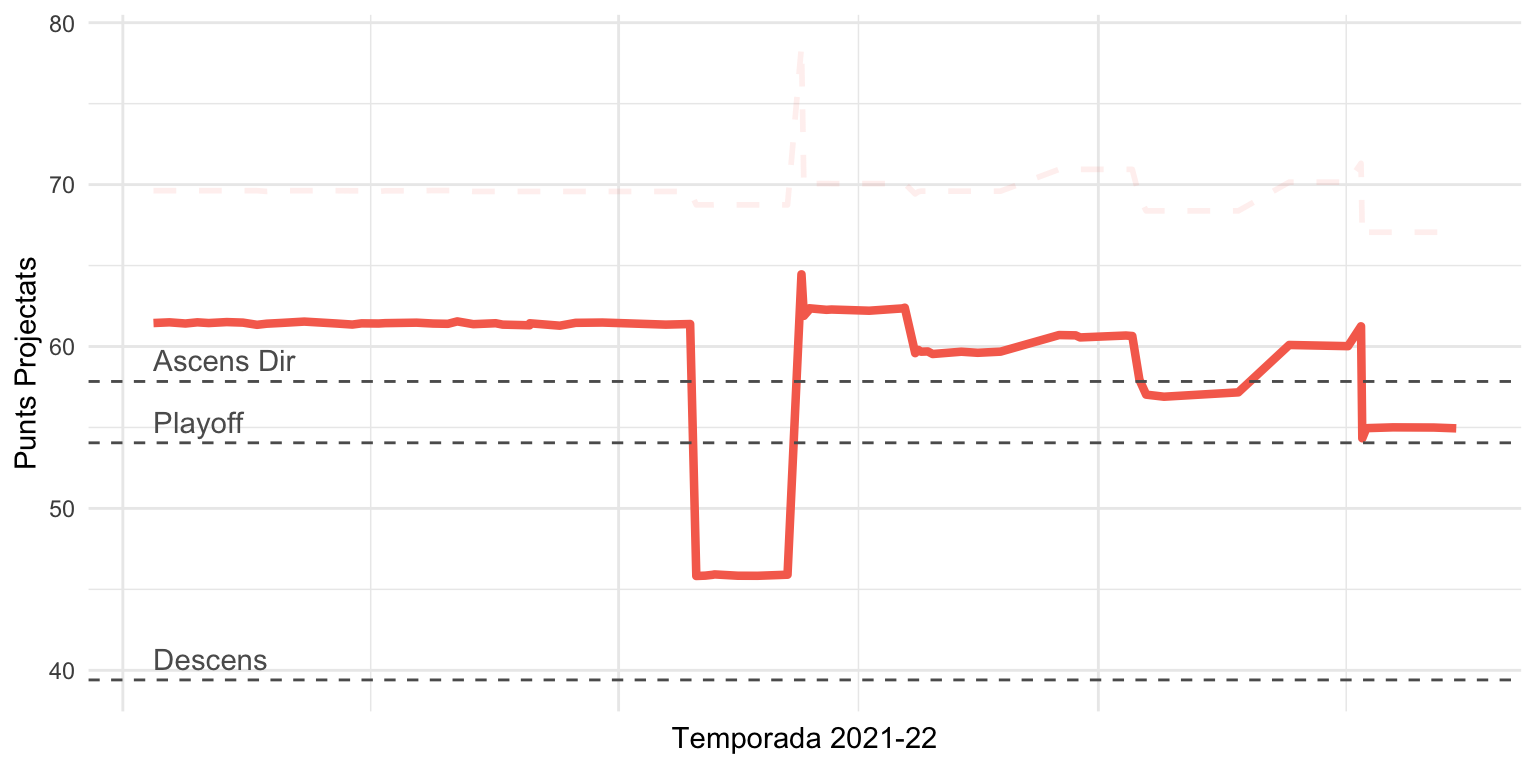 80
70
60
50
40
Punts Projectats
Ascens Dir
Playoff
Descens
Temporada 2021-22